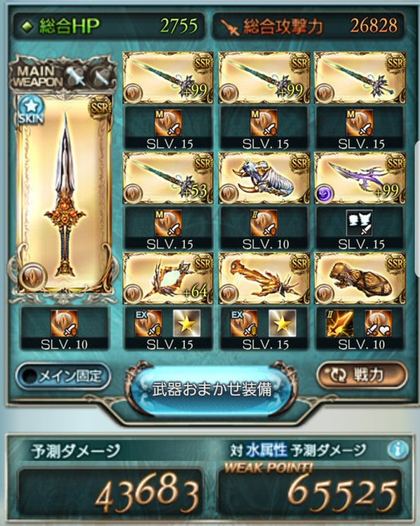 総合HP 2755 総合攻撃力 26828
MAIN WEAPON
SKIN SSR
SSR +99 SSR +99 SSR +99
M M M
SLV. 15 SLV. 15 SLV. 15
SSR +53 SSR SSR +99
M II
SLV. 15 SLV. 10 SLV. 15
SSR +64 SSR SSR
EX EX II
SLV. 10 SLV. 15 SLV. 15 SLV. 10
メイン固定 武器おまかせ装備 戦力
予測ダメージ 対 水属性 予測ダメージ i
WEAK POINT!
43683 65525